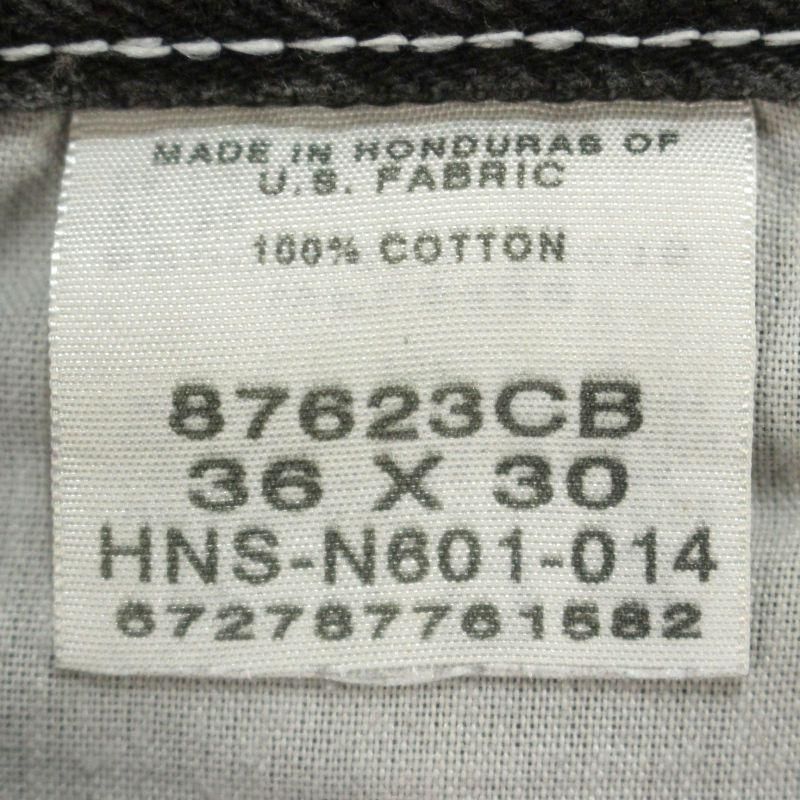 MADE IN HONDURAS OF
U.S. FABRIC
100% COTTON
87623CB
36 X 30
HNS-N601-014
672787761582